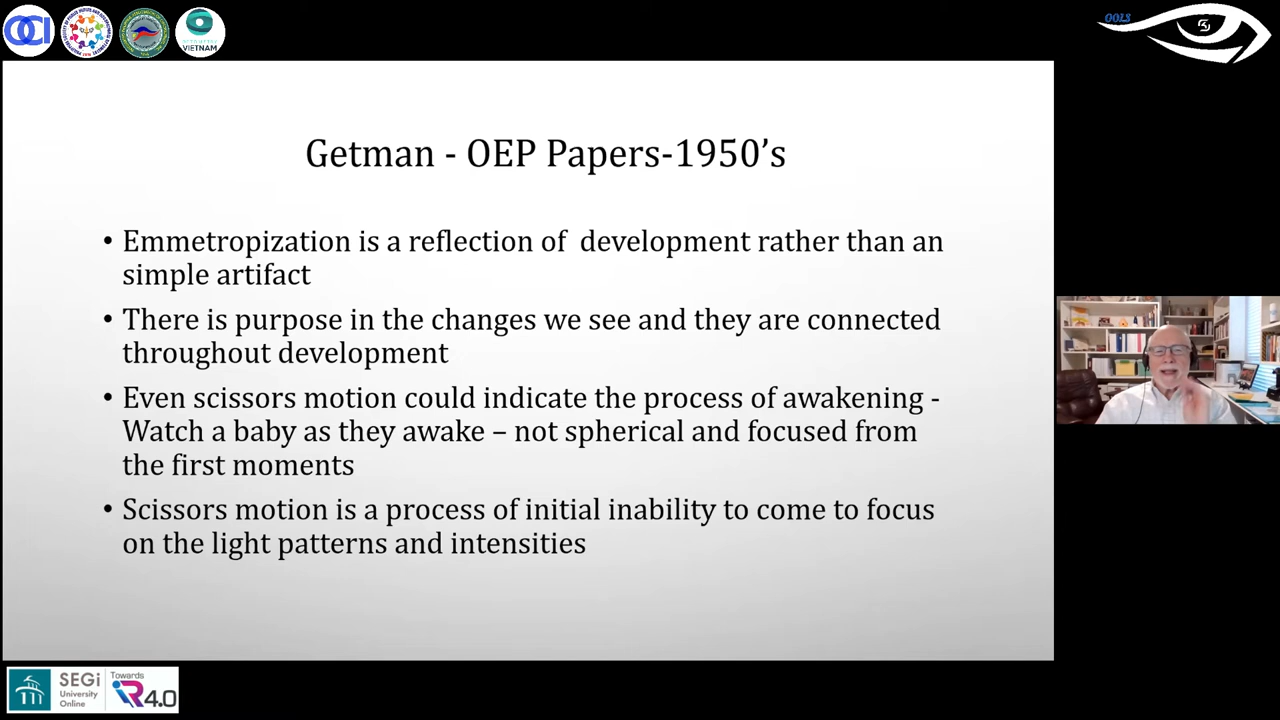 OCI
VIETNAM
OOLS
Getman - OEP Papers-1950's
• Emmetropization is a reflection of development rather than an
simple artifact
• There is purpose in the changes we see and they are connected
throughout development
• Even scissors motion could indicate the process of awakening -
Watch a baby as they awake – not spherical and focused from
the first moments
• Scissors motion is a process of initial inability to come to focus
on the light patterns and intensities
SEGi
University
Online
Towards
iR4.0